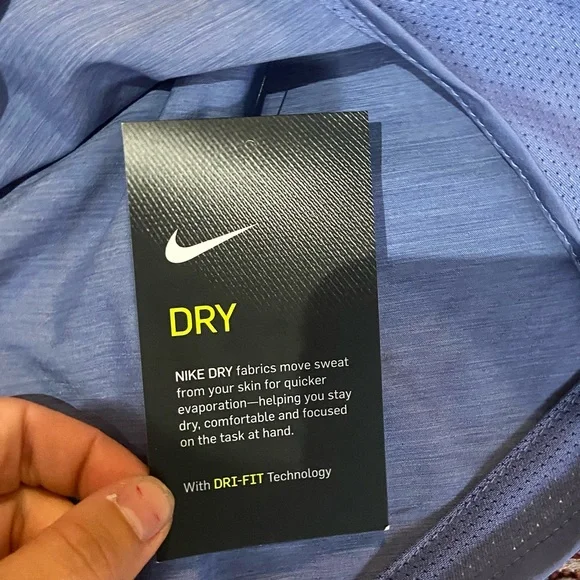 DRY
NIKE DRY fabrics move sweat
from your skin for quicker
evaporation—helping you stay
dry, comfortable and focused
on the task at hand.
With DRI-FIT Technology